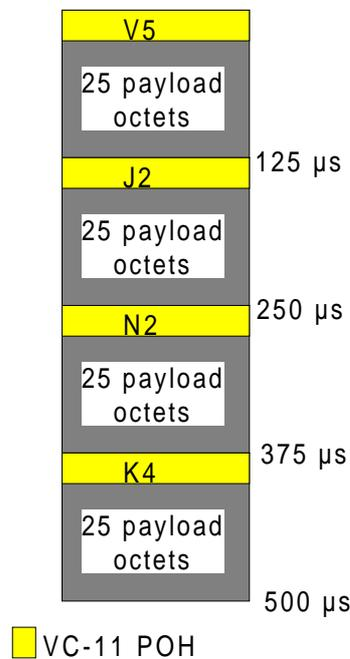 V5
25 payload
octets
125 µs
J2
25 payload
octets
250 µs
N2
25 payload
octets
375 µs
K4
25 payload
octets
500 µs
VC-11 POH